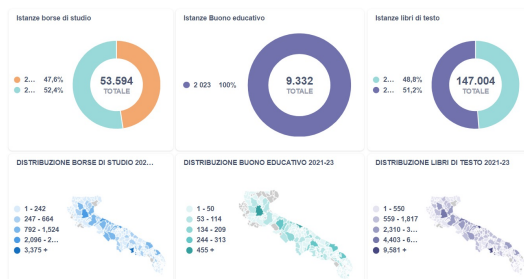 Istanze borse di studio
2... 47,6%
2... 52,4%
53.594
TOTALE
Istanze Buono educativo
2 023 100%
9.332
TOTALE
Istanze libri di testo
2... 48,8%
2... 51,2%
147.004
TOTALE
DISTRIBUZIONE BORSE DI STUDIO 202...
1 - 242
247 - 664
792 - 1,524
2,096 - 2...
3,375 +
DISTRIBUZIONE BUONO EDUCATIVO 2021-23
1 - 50
53 - 114
134 - 209
244 - 313
455 +
DISTRIBUZIONE LIBRI DI TESTO 2021-23
1 - 550
559 - 1,817
2,310 - 3...
4,403 - 6...
9,581 +